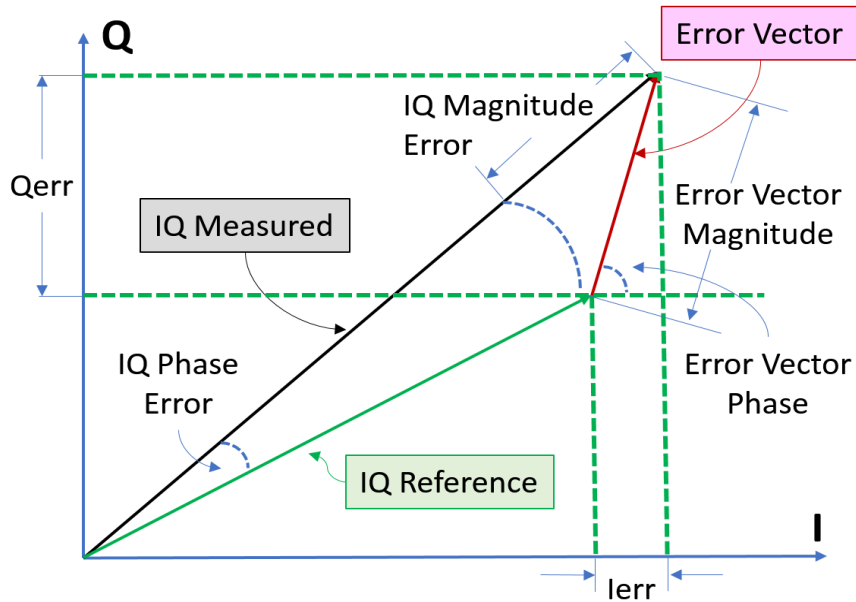 Q
Error Vector
IQ Magnitude
Error
Qerr
IQ Measured
Error Vector
Magnitude
IQ Phase
Error
Error Vector
Phase
IQ Reference
I
Ierr